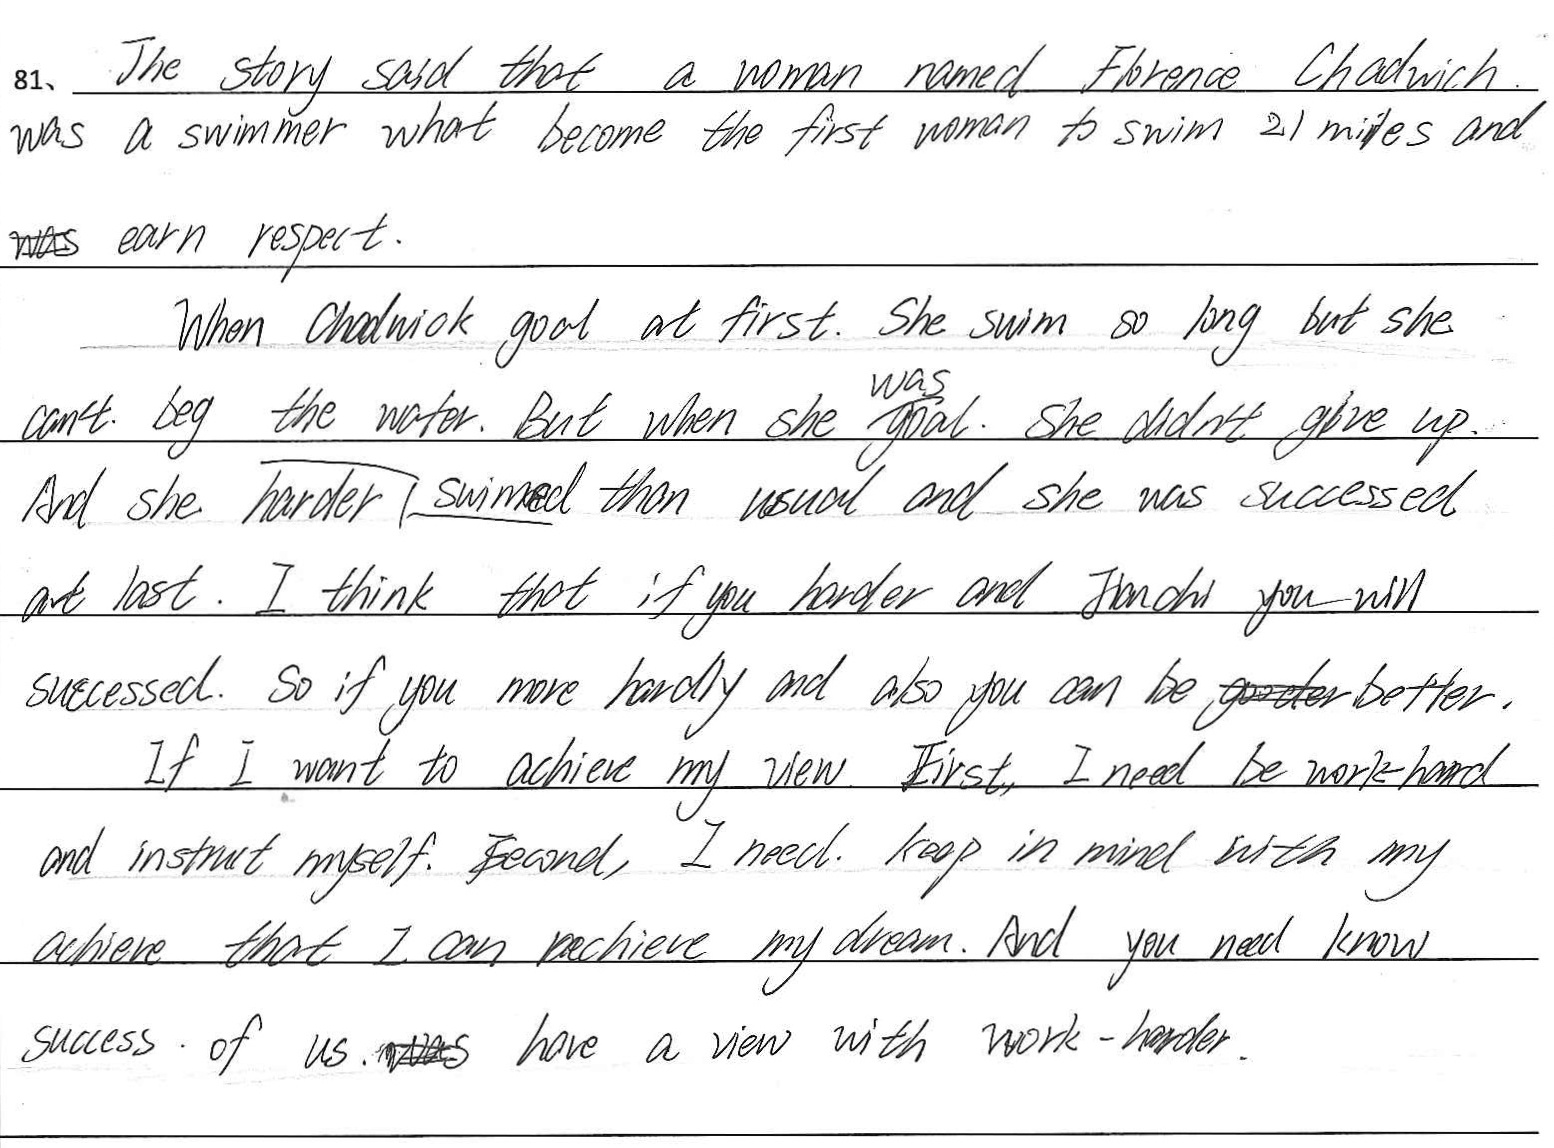 81、 The story said that a woman named Florence Chadwich.
was a swimmer what become the first woman to swim 21 miles and
earn respect.
When Chadwick goal at first. She swim so long but she
can't. beg the water. But when she was goal. She didn't give up.
And she harder swimed than usual and she was successed
at last. I think that if you harder and Jianchi you will
successed. So if you more hardly and also you can be better.
If I want to achieve my view. First, I need be work-hard
and instruct myself. Second, I need. keep in mind with my
achieve that I can achieve my dream. And you need know
success. of us. have a view with work-harder.